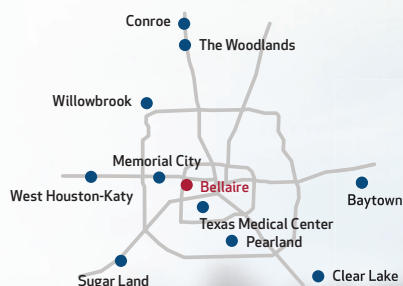 Conroe
The Woodlands
Willowbrook
Memorial City
Bellaire
West Houston-Katy
Baytown
Texas Medical Center
Pearland
Clear Lake
Sugar Land